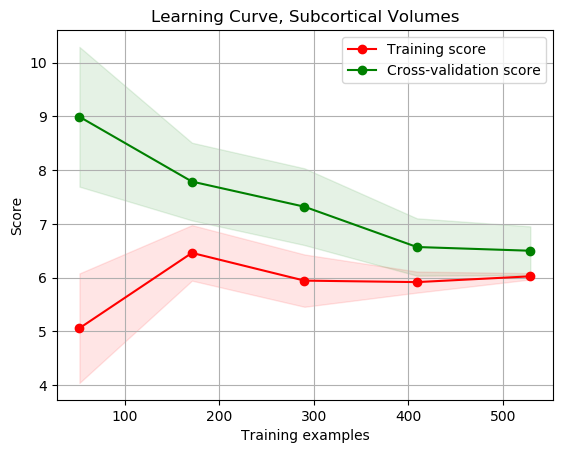 Learning Curve, Subcortical Volumes
Training score
Cross-validation score
Score
10
9
8
7
6
5
4
100 200 300 400 500
Training examples